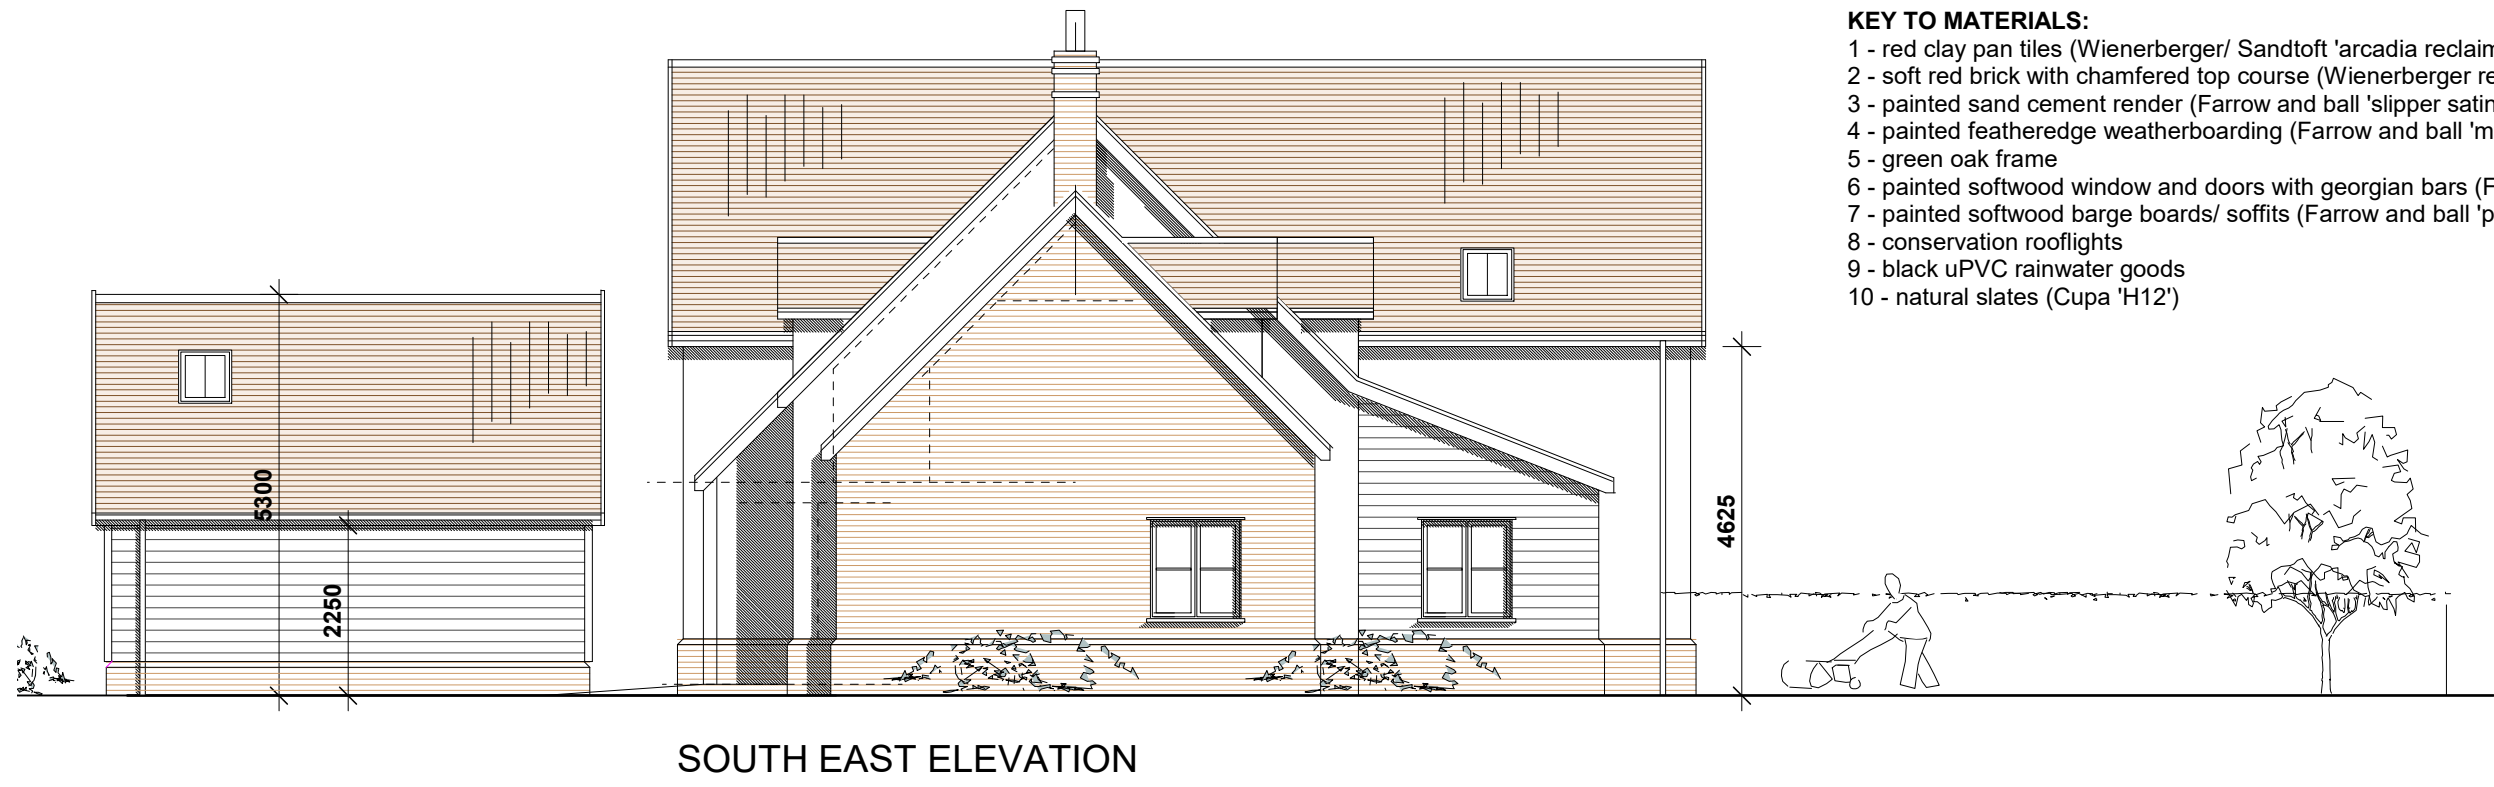 KEY TO MATERIALS:
1 - red clay pan tiles (Wienerberger/ Sandtoft 'arcadia reclaim
2 - soft red brick with chamfered top course (Wienerberger re
3 - painted sand cement render (Farrow and ball 'slipper satin
4 - painted featheredge weatherboarding (Farrow and ball 'm
5 - green oak frame
6 - painted softwood window and doors with georgian bars (F
7 - painted softwood barge boards/ soffits (Farrow and ball 'p
8 - conservation rooflights
9 - black uPVC rainwater goods
10 - natural slates (Cupa 'H12')
5300
2250
4625
SOUTH EAST ELEVATION